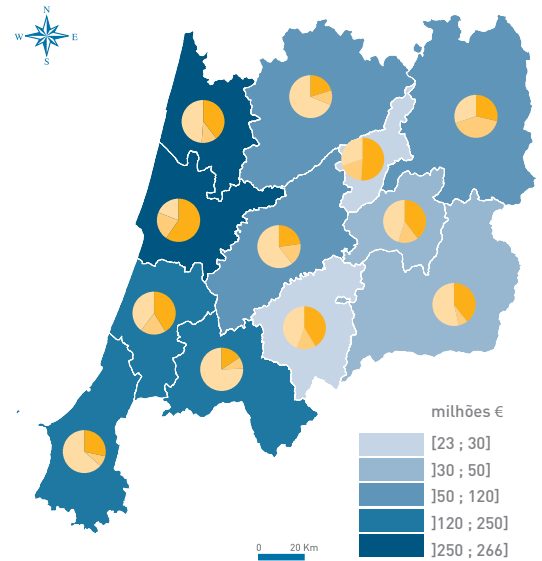 N
W E
S
milhões €
]23 ; 30]
]30 ; 50]
]50 ; 120]
]120 ; 250]
]250 ; 266]
0 20 Km